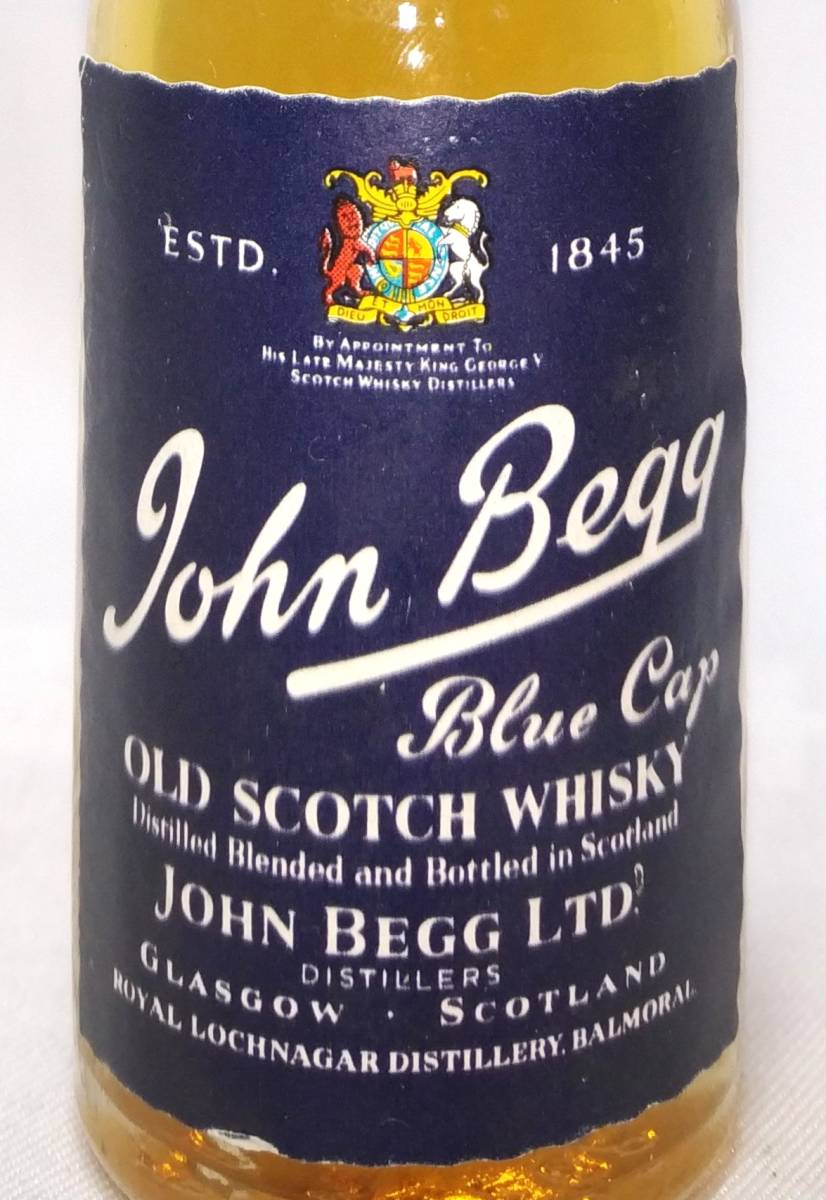 ESTD. 1845
DIEU ET MON DROIT
BY APPOINTMENT TO
HIS LATE MAJESTY KING GEORGE V
SCOTCH WHISKY DISTILLERS
John Begg
Blue Cap
OLD SCOTCH WHISKY
Distilled Blended and Bottled in Scotland
JOHN BEGG LTD.
DISTILLERS
GLASGOW · SCOTLAND
ROYAL LOCHNAGAR DISTILLERY. BALMORAL